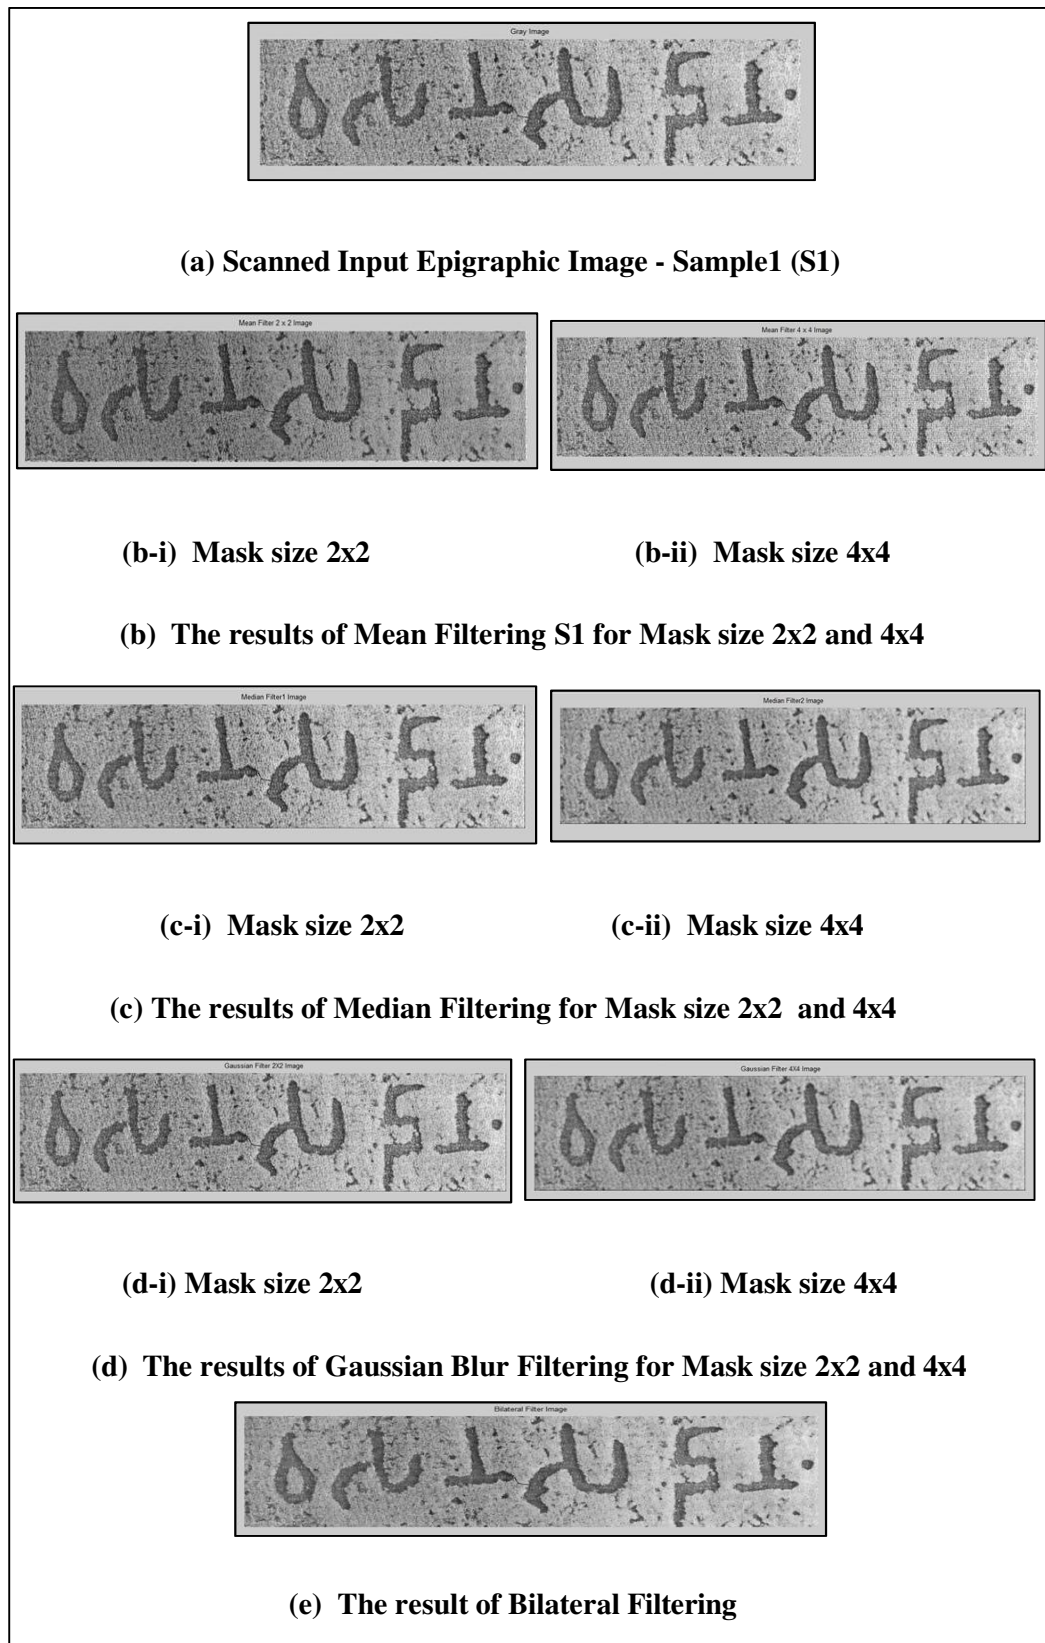 Gray Image
(a) Scanned Input Epigraphic Image - Sample1 (S1)
Mean Filter 2 x 2 Image
Mean Filter 4 x 4 Image
(b-i) Mask size 2x2
(b-ii) Mask size 4x4
(b) The results of Mean Filtering S1 for Mask size 2x2 and 4x4
Median Filter1 Image
Median Filter2 Image
(c-i) Mask size 2x2
(c-ii) Mask size 4x4
(c) The results of Median Filtering for Mask size 2x2 and 4x4
Gaussian Filter 2X2 Image
Gaussian Filter 4X4 Image
(d-i) Mask size 2x2
(d-ii) Mask size 4x4
(d) The results of Gaussian Blur Filtering for Mask size 2x2 and 4x4
Bilateral Filter Image
(e) The result of Bilateral Filtering